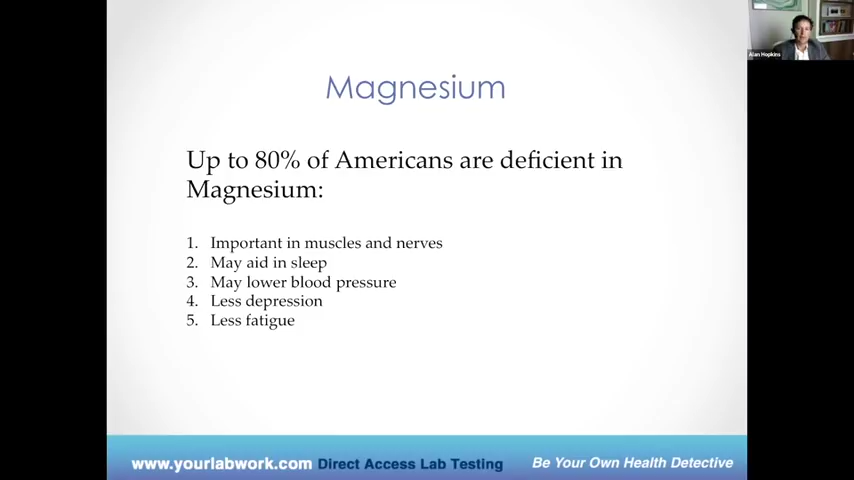 Alan Hopkins
Magnesium
Up to 80% of Americans are deficient in
Magnesium:
1. Important in muscles and nerves
2. May aid in sleep
3. May lower blood pressure
4. Less depression
5. Less fatigue
www.yourlabwork.com Direct Access Lab Testing Be Your Own Health Detective